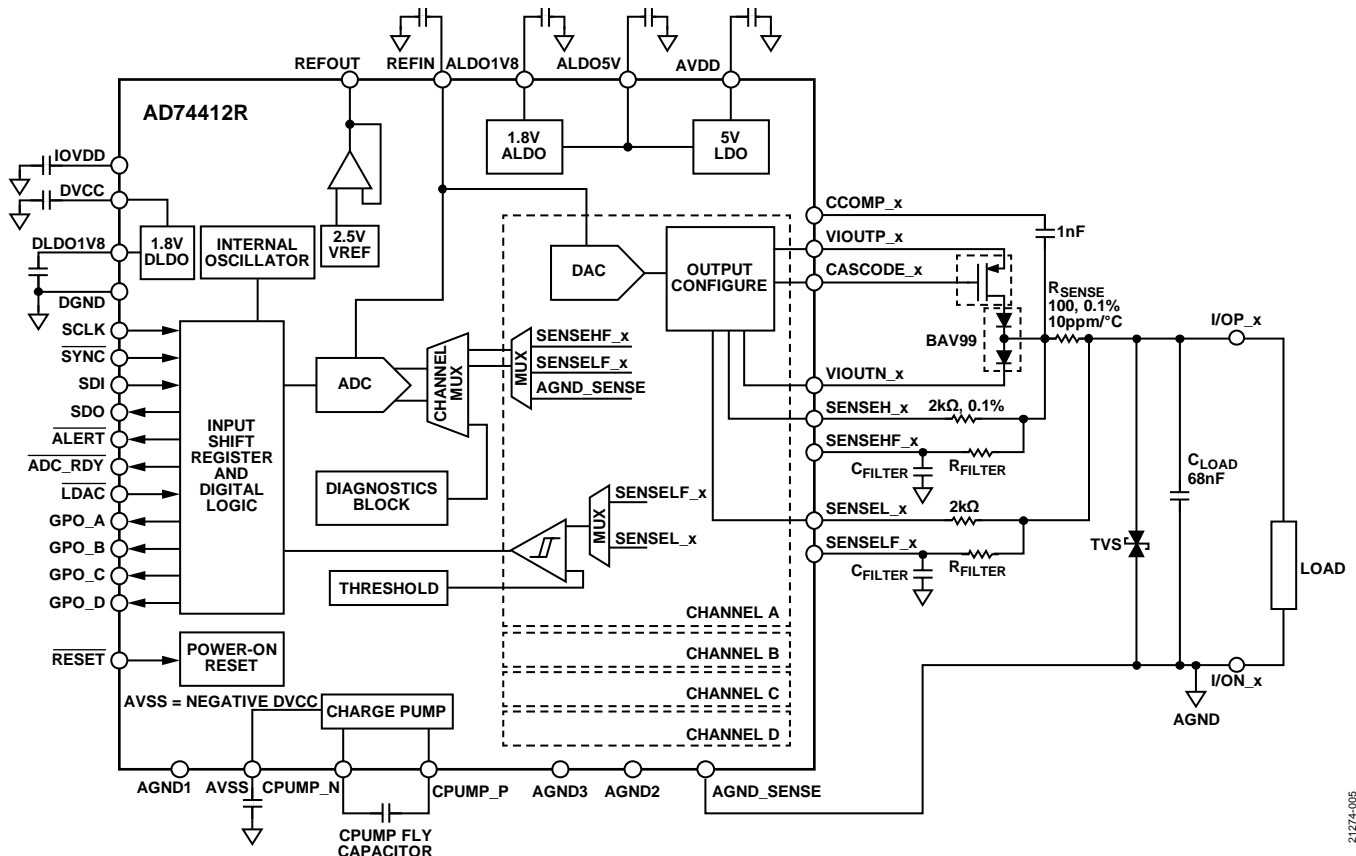 REFOUT
REFIN
ALDO1V8
ALDO5V
AVDD
AD74412R
IOVDD
DVCC
DLDO1V8
DGND
SCLK
SYNC
SDI
SDO
ALERT
ADC_RDY
LDAC
GPO_A
GPO_B
GPO_C
GPO_D
RESET
1.8V
DLDO
INTERNAL
OSCILLATOR
2.5V
VREF
1.8V
ALDO
5V
LDO
INPUT
SHIFT
REGISTER
AND
DIGITAL
LOGIC
ADC
CHANNEL
MUX
MUX
SENSEHF_x
SENSELF_x
AGND_SENSE
DAC
OUTPUT
CONFIGURE
DIAGNOSTICS
BLOCK
THRESHOLD
MUX
SENSELF_x
SENSEL_x
CHANNEL A
CHANNEL B
CHANNEL C
CHANNEL D
POWER-ON
RESET
AVSS = NEGATIVE DVCC
CHARGE PUMP
AGND1
AVSS
CPUMP_N
CPUMP_P
AGND3
AGND2
AGND_SENSE
CPUMP FLY
CAPACITOR
CCOMP_x
VIOUTP_x
CASCODE_x
VIOUTN_x
SENSEH_x
SENSEHF_x
SENSEL_x
SENSELF_x
1nF
RSENSE
100, 0.1%
10ppm/°C
BAV99
2kΩ, 0.1%
CFILTER
RFILTER
2kΩ
CFILTER
RFILTER
I/OP_x
CLOAD
68nF
TVS
LOAD
I/ON_x
AGND
21274-005